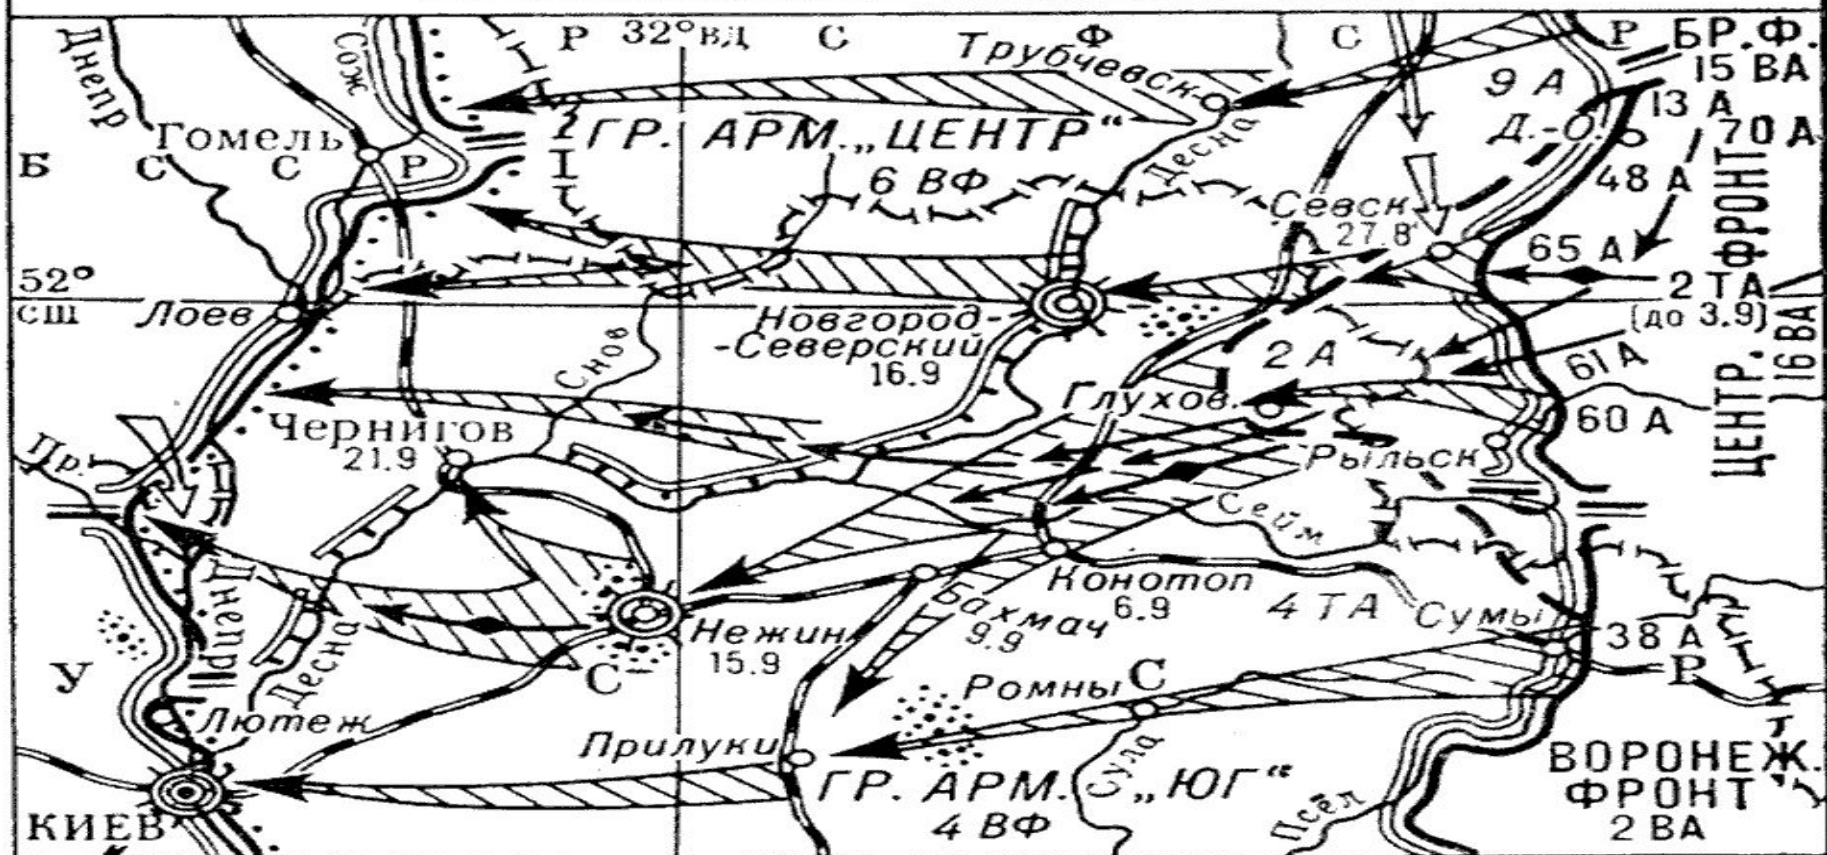 Днепр
Сож
Р 32°ВД С Ф С Р
Трубчевск
БР.Ф.
15 ВА
9 А
13 А
Д.-О.
70 А
Гомель
ГР. АРМ. „ЦЕНТР“
6 ВФ
Десна
48 А
Б С С Р
Севск
27.8
65 А
ЦЕНТР. ФРОНТ
16 ВА
2 ТА
(до 3.9)
52°
СШ
Лоев
Новгород-
-Северский
16.9
Снов
2 А
61 А
Глухов
60 А
Чернигов
21.9
Рыльск
Пр.
Сейм
Днепр
Десна
Конотоп
6.9
Бахмач
9.9
4 ТА
Сумы
38 А
Нежин
15.9
У С С Р
Ромны
Лютеж
Прилуки
Сула
Псёл
ГР. АРМ. „ЮГ“
4 ВФ
ВОРОНЕЖ.
ФРОНТ
2 ВА
КИЕВ